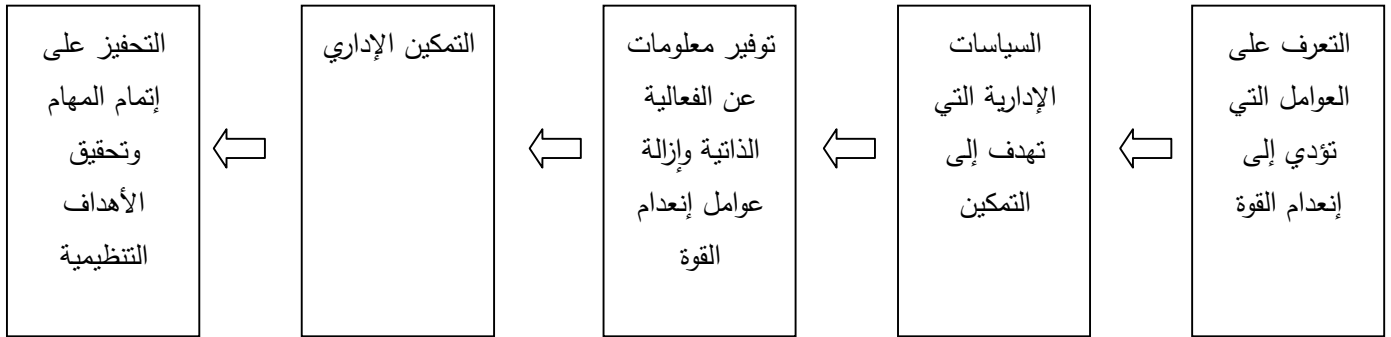 التعرف على
العوامل التي
تؤدي إلى
إنعدام القوة
السياسات
الإدارية التي
تهدف إلى
التمكين
توفير معلومات
عن الفعالية
الذاتية وإزالة
عوامل إنعدام
القوة
التمكين الإداري
التحفيز على
إتمام المهام
وتحقيق
الأهداف
التنظيمية